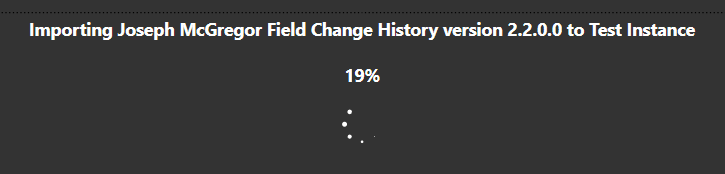 Importing Joseph McGregor Field Change History version 2.2.0.0 to Test Instance
19%